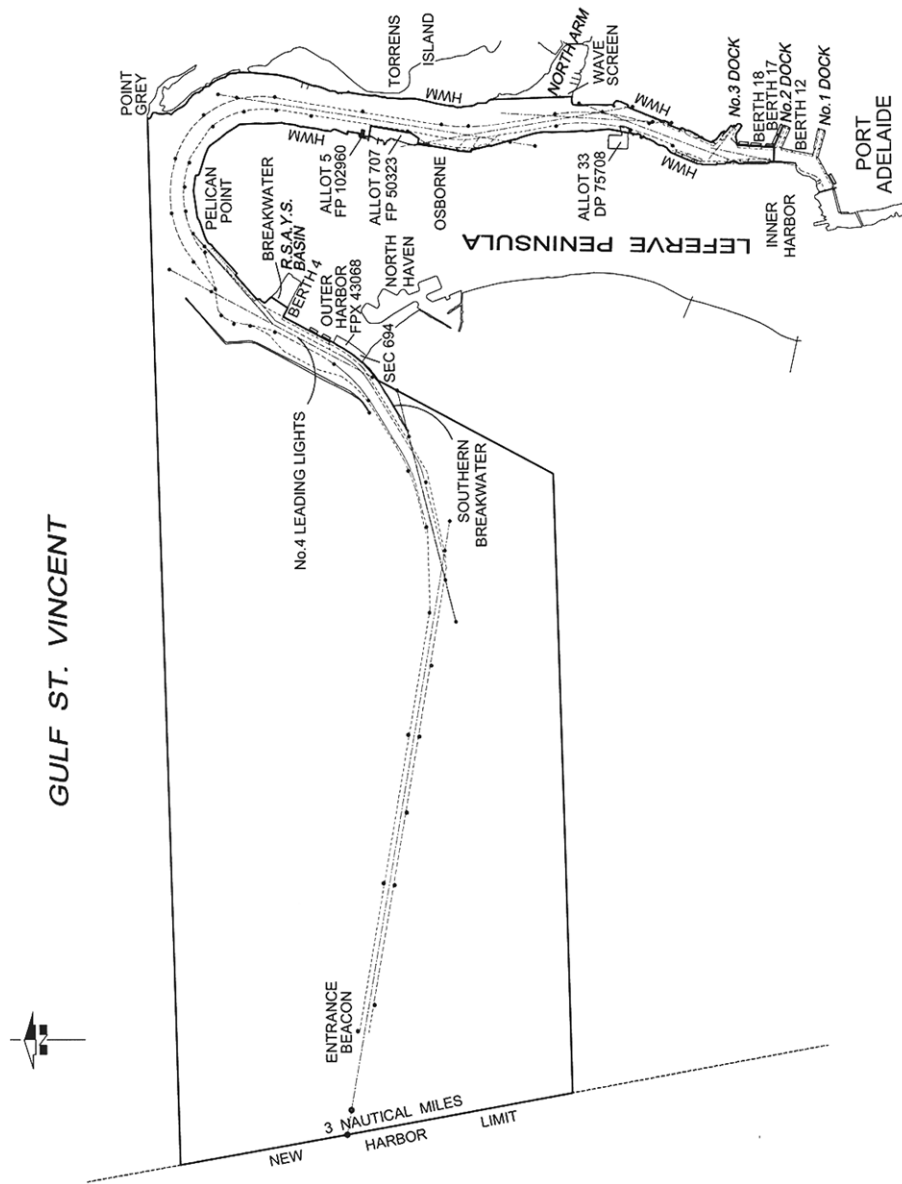 GULF ST. VINCENT
POINT
GREY
TORRENS
ISLAND
NORTH ARM
WAVE
SCREEN
HWM
HWM
HWM
HWM
No.3 DOCK
BERTH 18
BERTH 17
No.2 DOCK
BERTH 12
No.1 DOCK
PORT
ADELAIDE
INNER
HARBOR
PELICAN
POINT
BREAKWATER
R.S.A.Y.S.
BASIN
BERTH 4
OUTER
HARBOR
FPX 43068
SEC 694
NORTH
HAVEN
ALLOT 5
FP 102960
ALLOT 707
FP 50323
OSBORNE
ALLOT 33
DP 75708
LEFERVE PENINSULA
No.4 LEADING LIGHTS
SOUTHERN
BREAKWATER
ENTRANCE
BEACON
3 NAUTICAL MILES
NEW HARBOR LIMIT